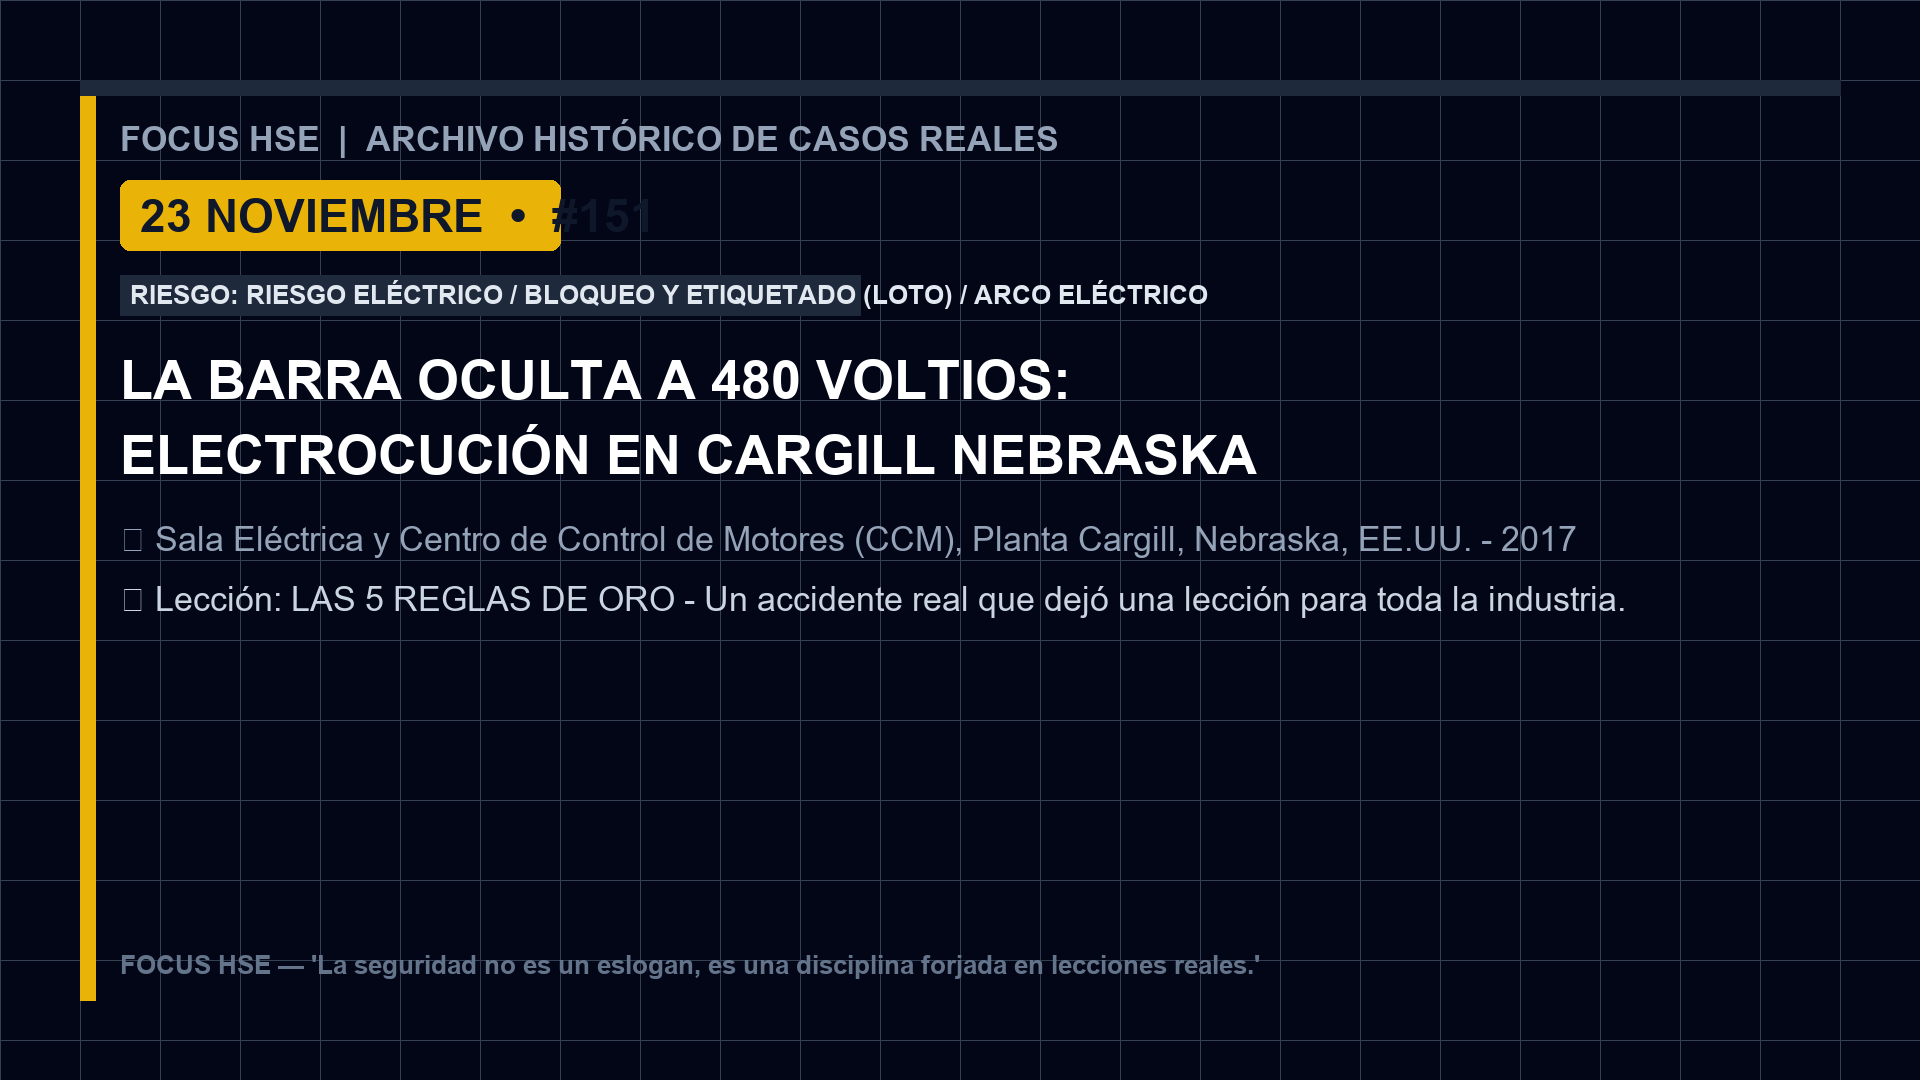 FOCUS HSE | ARCHIVO HISTÓRICO DE CASOS REALES
23 NOVIEMBRE • #151
RIESGO: RIESGO ELÉCTRICO / BLOQUEO Y ETIQUETADO (LOTO) / ARCO ELÉCTRICO
LA BARRA OCULTA A 480 VOLTIOS:
ELECTROCUCIÓN EN CARGILL NEBRASKA
Sala Eléctrica y Centro de Control de Motores (CCM), Planta Cargill, Nebraska, EE.UU. - 2017
Lección: LAS 5 REGLAS DE ORO - Un accidente real que dejó una lección para toda la industria.
FOCUS HSE — 'La seguridad no es un eslogan, es una disciplina forjada en lecciones reales.'